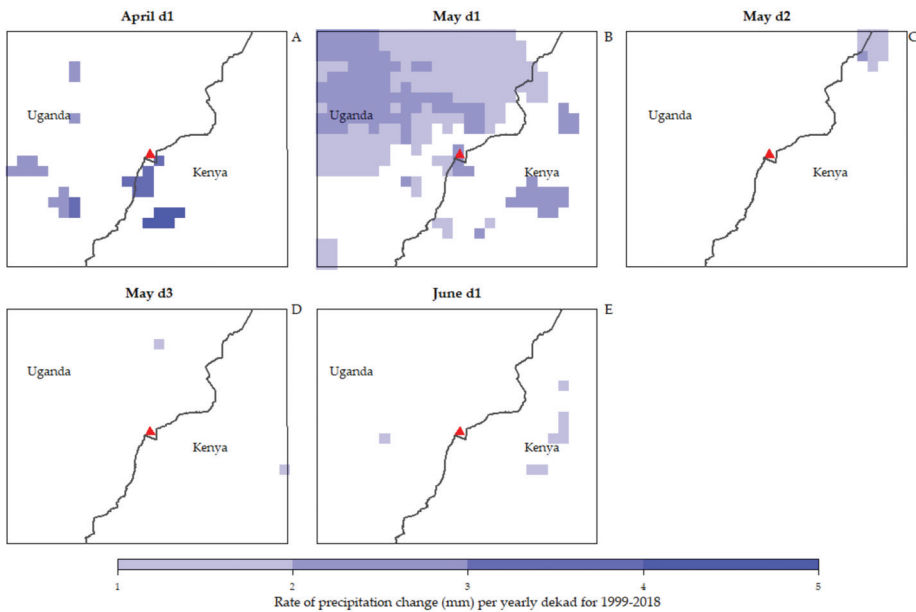 April d1
May d1
May d2
A
B
C
Uganda
Kenya
Uganda
Kenya
Uganda
Kenya
May d3
June d1
D
E
Uganda
Kenya
Uganda
Kenya
1
2
3
4
5
Rate of precipitation change (mm) per yearly dekad for 1999-2018